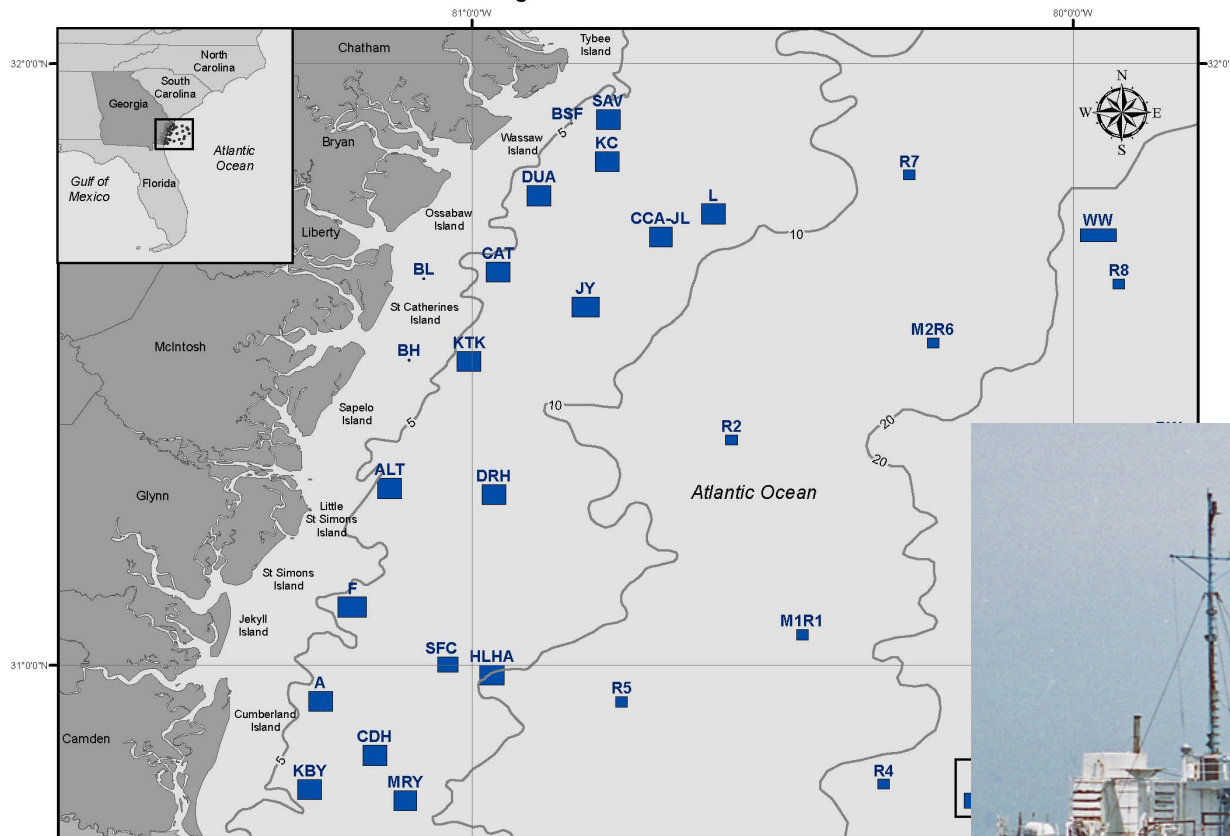 81°0'0"W
80°0'0"W
32°0'0"N
32°0'
North
Carolina
South
Carolina
Georgia
Atlantic
Ocean
Gulf of
Mexico
Florida
Chatham
Tybee
Island
Bryan
Wassaw
Island
5
BSF
SAV
KC
DUA
Ossabaw
Island
Liberty
L
CCA-JL
10
R7
N
W
E
S
WW
R8
CAT
BL
St Catherines
Island
JY
McIntosh
BH
KTK
M2R6
Sapelo
Island
5
10
R2
20
20
ALT
DRH
Atlantic Ocean
Glynn
Little
St Simons
Island
St Simons
Island
F
Jekyll
Island
M1R1
31°0'0"N
SFC
HLHA
A
R5
Cumberland
Island
Camden
CDH
5
KBY
MRY
R4